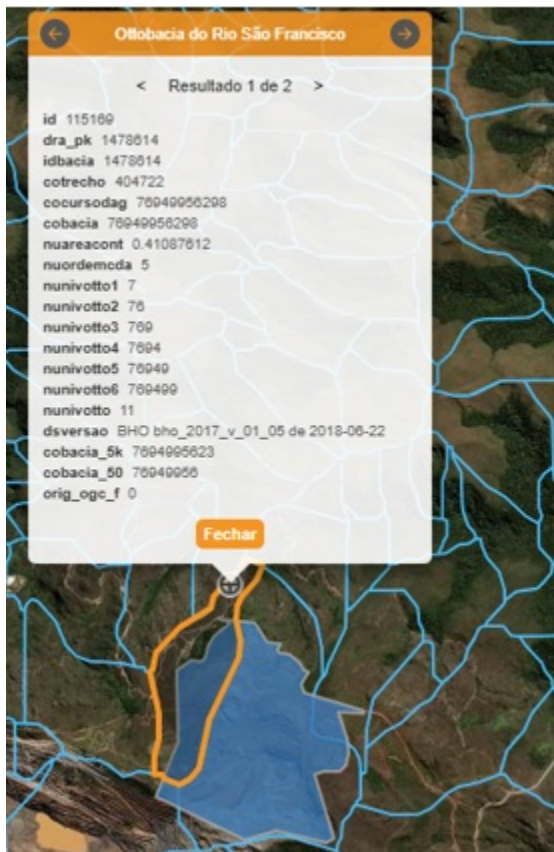 Ottobacia do Rio São Francisco
< Resultado 1 de 2 >
id 115169
dra_pk 1478614
idbacia 1478614
cotrecho 404722
cocursodag 76949956298
cobacia 76949956298
nuareacont 0.41087612
nuordemcda 5
nunivotto1 7
nunivotto2 76
nunivotto3 769
nunivotto4 7694
nunivotto5 76949
nunivotto6 769499
nunivotto 11
dsversao BHO bho_2017_v_01_05 de 2018-06-22
cobacia_5k 7694995623
cobacia_50 76949956
orig_ogc_f 0
Fechar